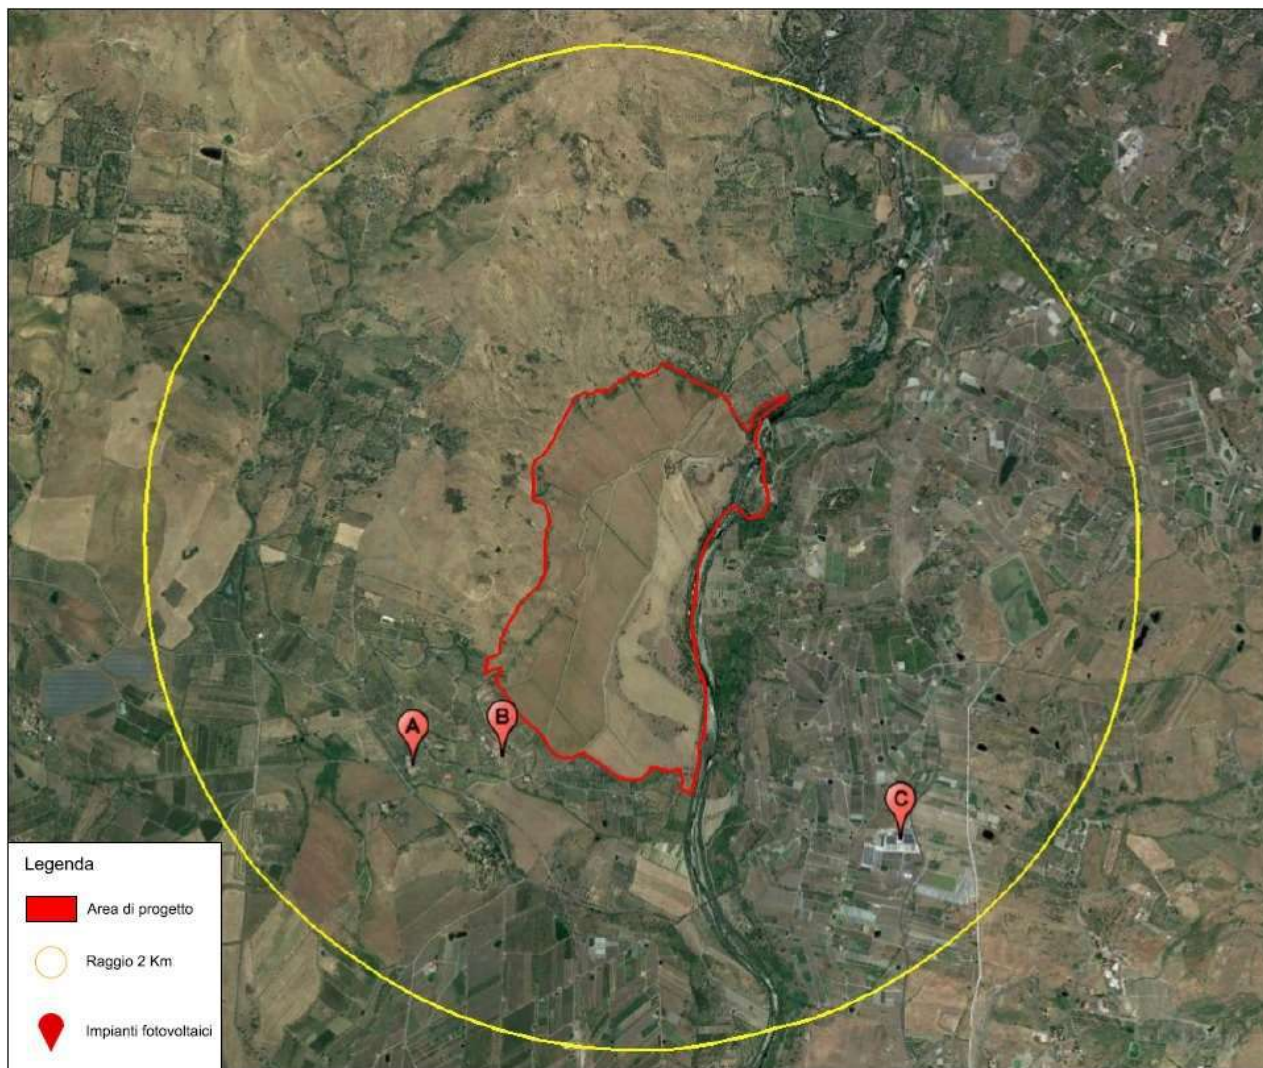 A
B
C
Legenda
Area di progetto
Raggio 2 Km
Impianti fotovoltaici